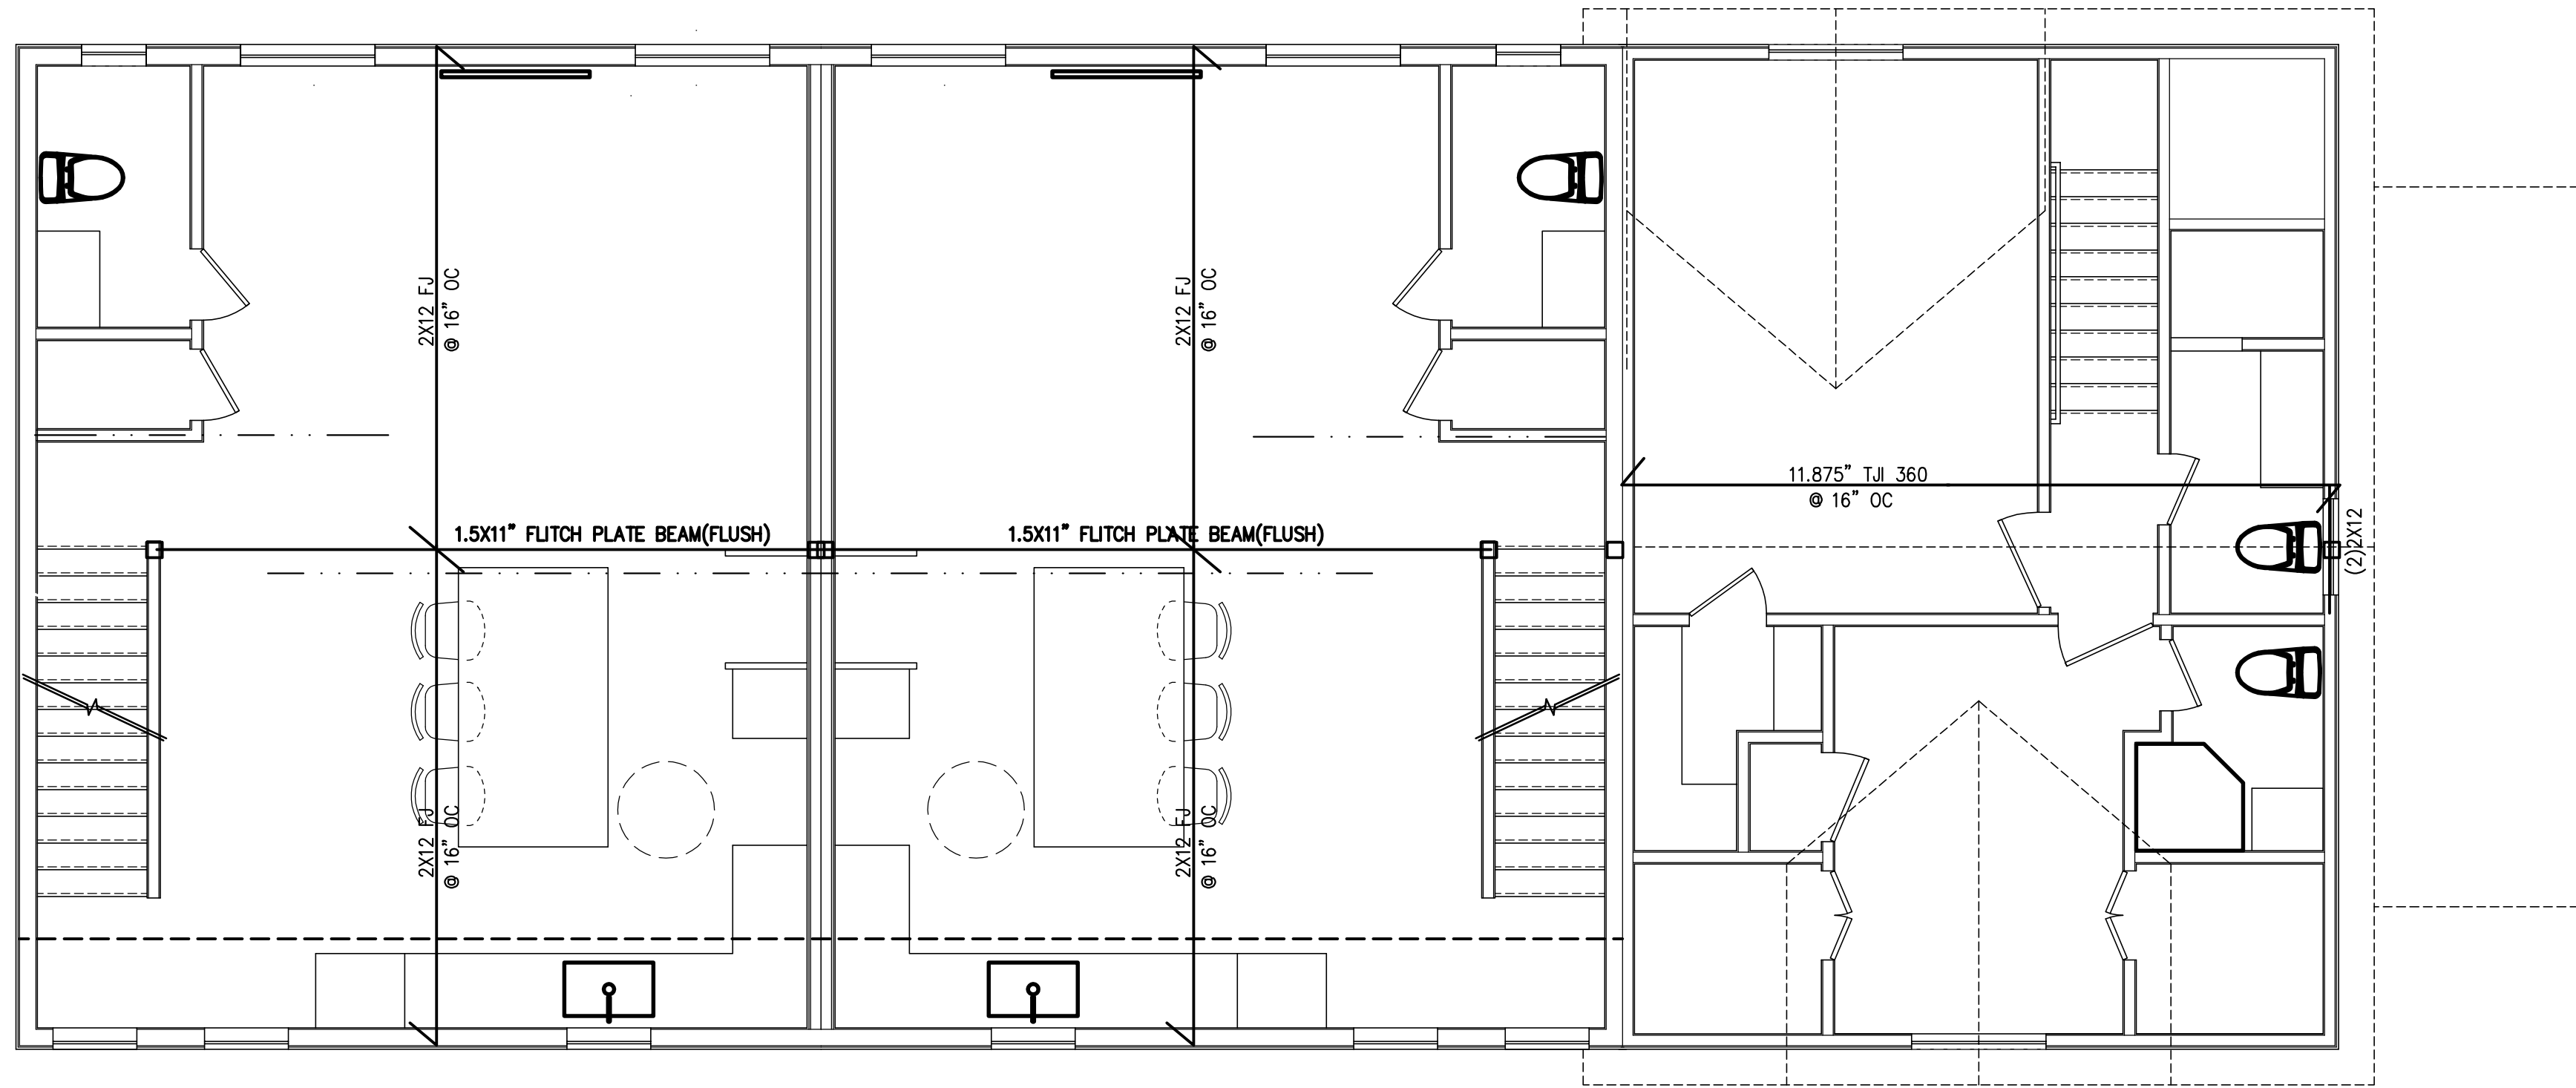 2X12 FJ
@ 16" OC
2X12 FJ
@ 16" OC
11.875" TJI 360
@ 16" OC
1.5X11" FLITCH PLATE BEAM(FLUSH)
1.5X11" FLITCH PLATE BEAM(FLUSH)
(2)2X12
2X12 FJ
@ 16" OC
2X12 FJ
@ 16" OC